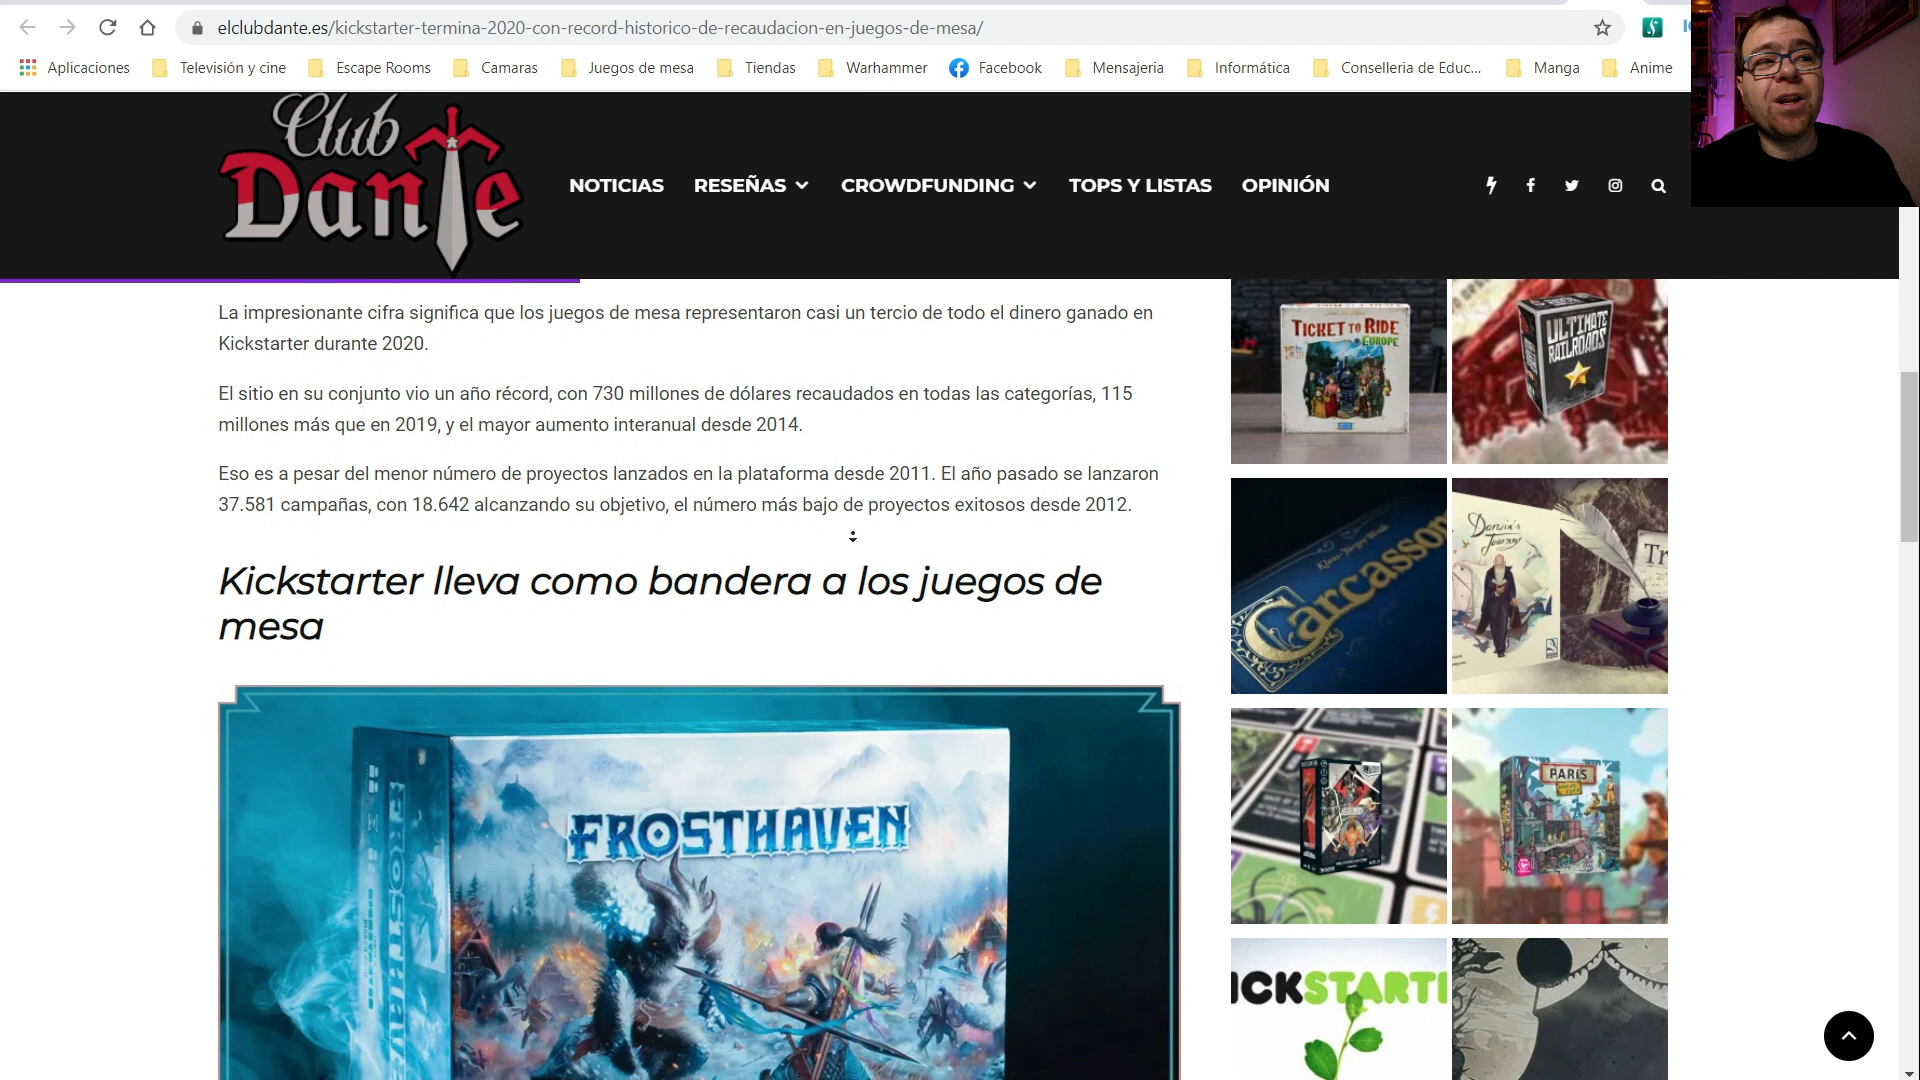 elclubdante.es/kickstarter-termina-2020-con-record-historico-de-recaudacion-en-juegos-de-mesa/
Aplicaciones Televisión y cine Escape Rooms Camaras Juegos de mesa Tiendas Warhammer Facebook Mensajeria Informática Conselleria de Educ... Manga Anime
Club
Dante
NOTICIAS RESEÑAS CROWDFUNDING TOPS Y LISTAS OPINIÓN
La impresionante cifra significa que los juegos de mesa representaron casi un tercio de todo el dinero ganado en
Kickstarter durante 2020.
El sitio en su conjunto vio un año récord, con 730 millones de dólares recaudados en todas las categorías, 115
millones más que en 2019, y el mayor aumento interanual desde 2014.
Eso es a pesar del menor número de proyectos lanzados en la plataforma desde 2011. El año pasado se lanzaron
37.581 campañas, con 18.642 alcanzando su objetivo, el número más bajo de proyectos exitosos desde 2012.
Kickstarter lleva como bandera a los juegos de
mesa
FROSTHAVEN
TICKET TO RIDE
EUROPE
ULTIMATE
RAILROADS
Carcasson
Darwin's
Journey
Tr
PARÍS
ICKSTARTE